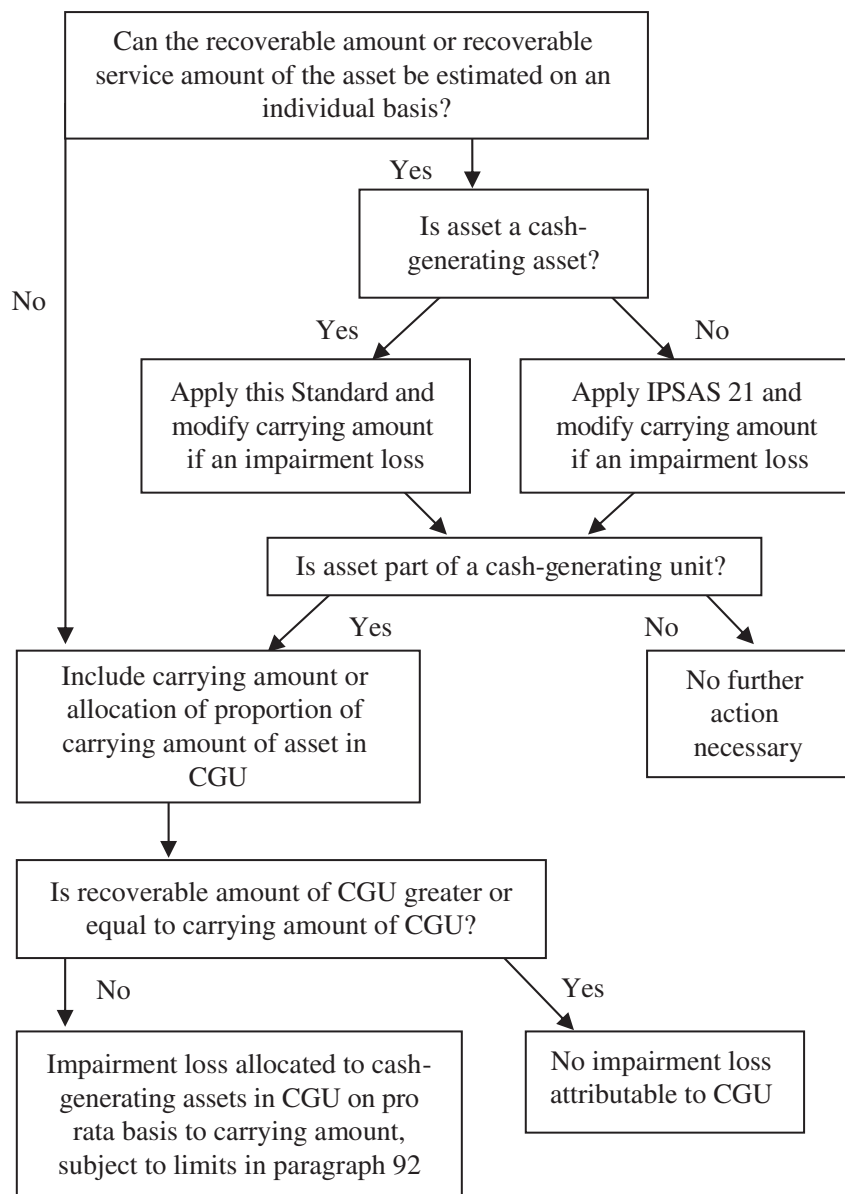 Can the recoverable amount or recoverable
service amount of the asset be estimated on an
individual basis?
Yes
Is asset a cash-
generating asset?
No
Yes
No
Apply this Standard and
modify carrying amount
if an impairment loss
Apply IPSAS 21 and
modify carrying amount
if an impairment loss
Is asset part of a cash-generating unit?
Yes
No
Include carrying amount or
allocation of proportion of
carrying amount of asset in
CGU
No further
action
necessary
Is recoverable amount of CGU greater or
equal to carrying amount of CGU?
No
Yes
Impairment loss allocated to cash-
generating assets in CGU on pro
rata basis to carrying amount,
subject to limits in paragraph 92
No impairment loss
attributable to CGU